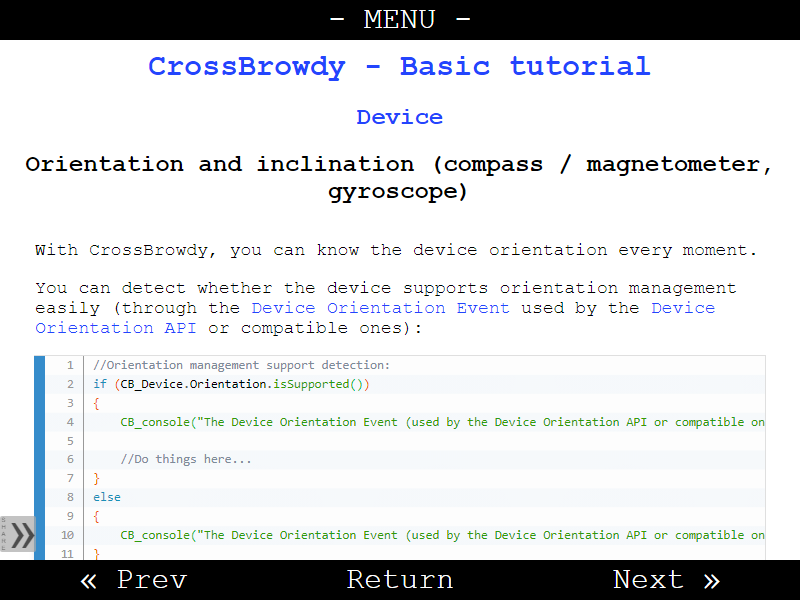 - MENU -
CrossBrowdy - Basic tutorial
Device
Orientation and inclination (compass / magnetometer,
gyroscope)
With CrossBrowdy, you can know the device orientation every moment.
You can detect whether the device supports orientation management
easily (through the Device Orientation Event used by the Device
Orientation API or compatible ones):
1 //Orientation management support detection:
2 if (CB_Device.Orientation.isSupported())
3 {
4 CB_console("The Device Orientation Event (used by the Device Orientation API or compatible on
5
6 //Do things here...
7 }
8 else
9 {
10 CB_console("The Device Orientation Event (used by the Device Orientation API or compatible on
11 }
SHARE
»
« Prev Return Next »